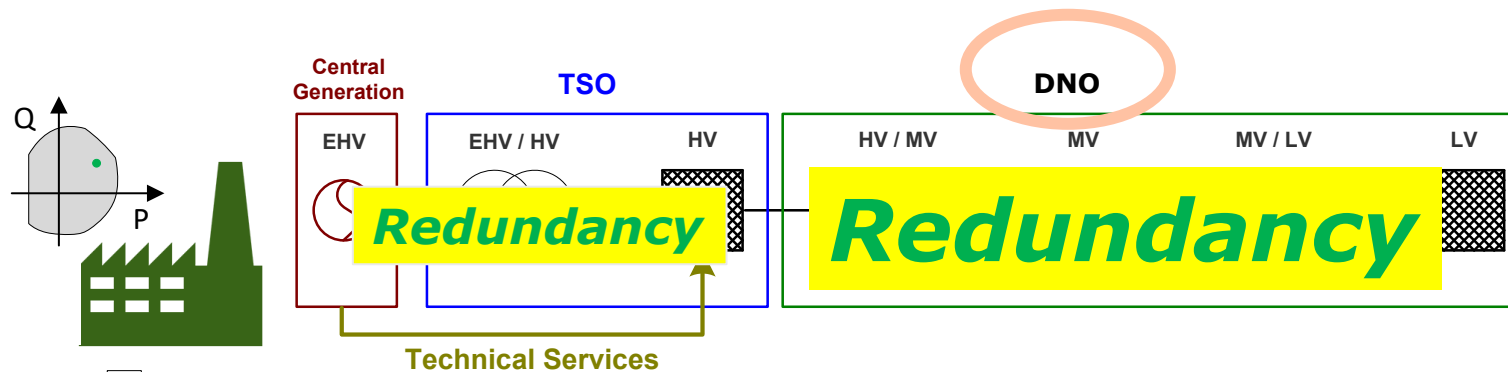 Central
Generation
TSO
DNO
Q
EHV
EHV / HV
HV
HV / MV
MV
MV / LV
LV
P
Redundancy
Redundancy
Technical Services